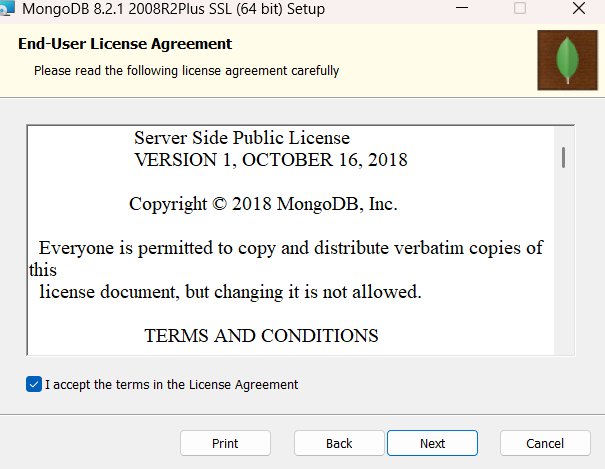 MongoDB 8.2.1 2008R2Plus SSL (64 bit) Setup
End-User License Agreement
Please read the following license agreement carefully
Server Side Public License
VERSION 1, OCTOBER 16, 2018
Copyright © 2018 MongoDB, Inc.
Everyone is permitted to copy and distribute verbatim copies of
this
license document, but changing it is not allowed.
TERMS AND CONDITIONS
I accept the terms in the License Agreement
Print Back Next Cancel